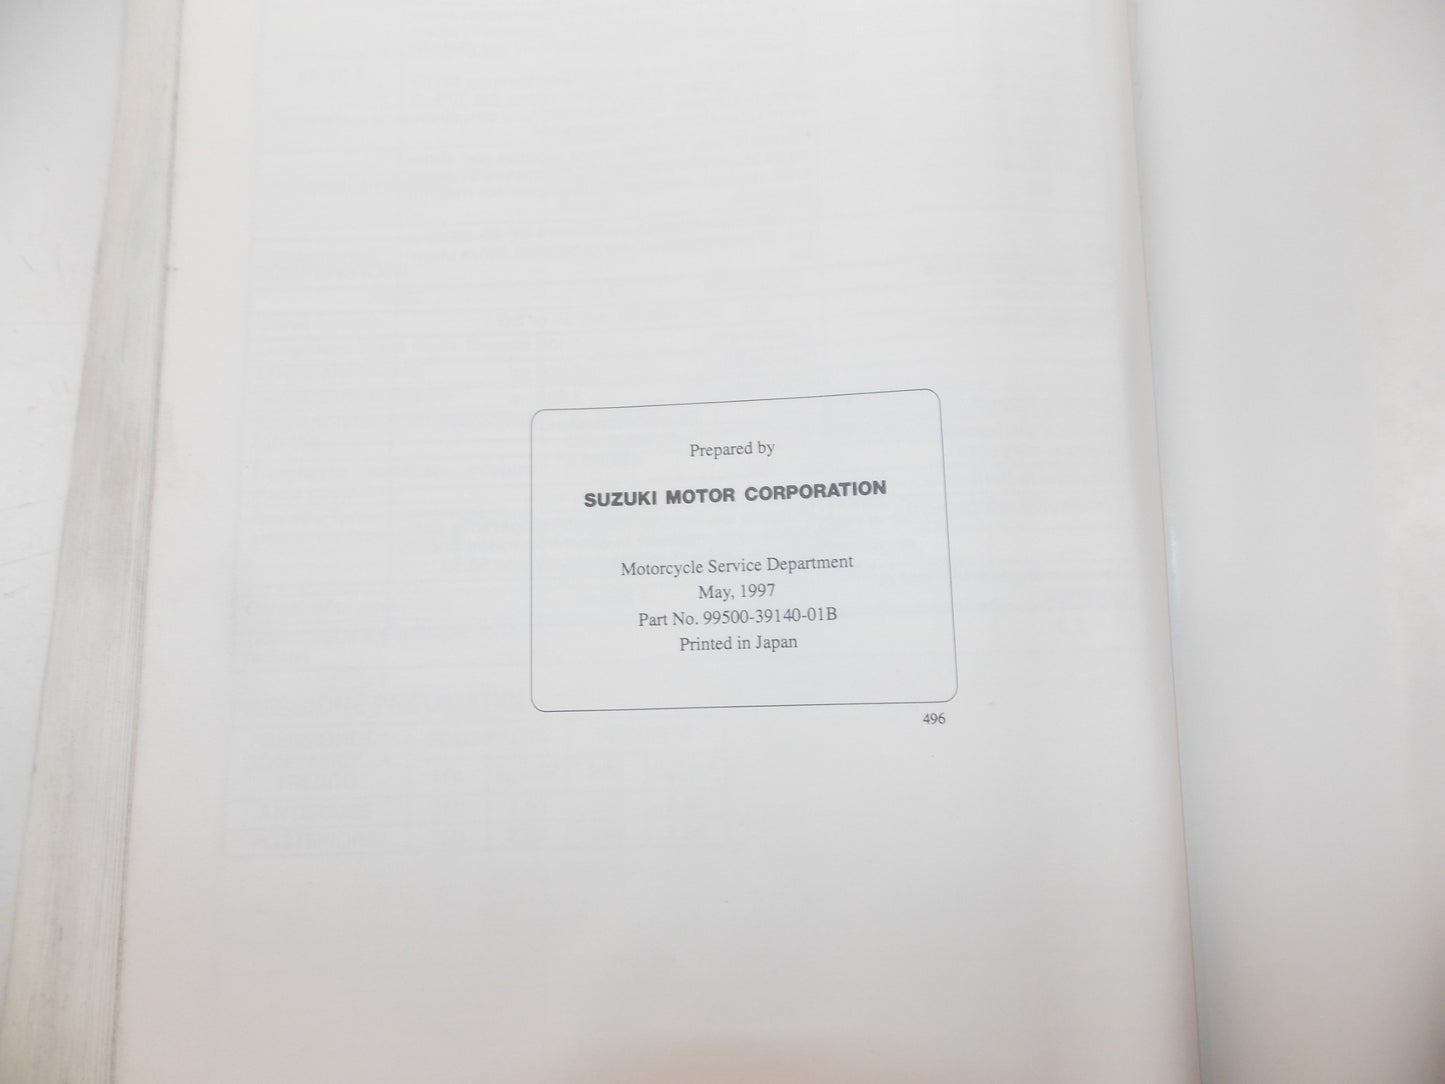 Prepared by
SUZUKI MOTOR CORPORATION
Motorcycle Service Department
May, 1997
Part No. 99500-39140-01B
Printed in Japan
496